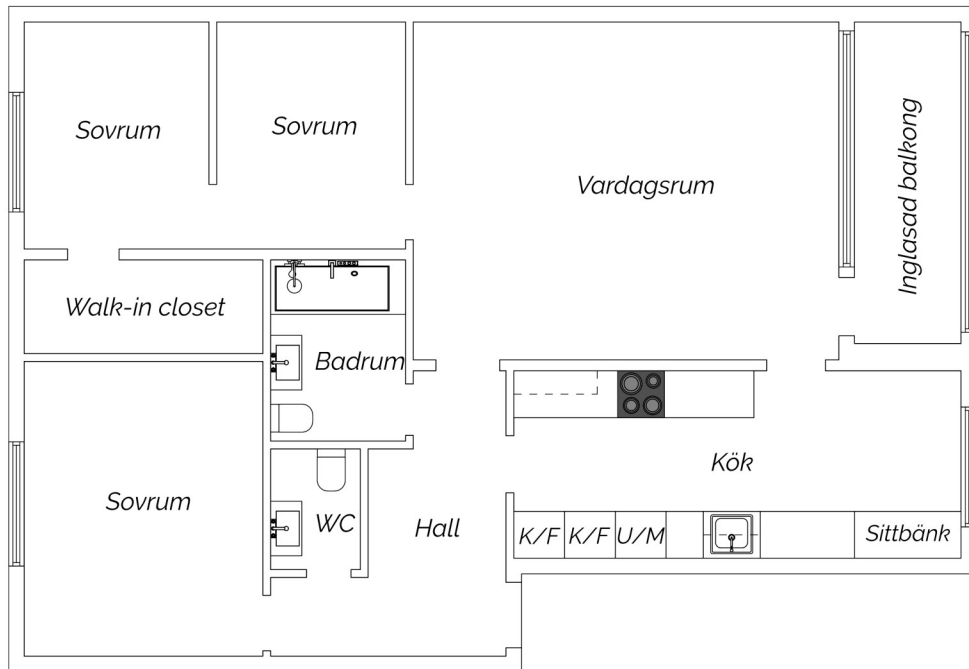 Sovrum
Sovrum
Vardagsrum
Inglasad balkong
Walk-in closet
Badrum
Kök
Sovrum
WC
Hall
K/F
K/F
U/M
Sittbänk